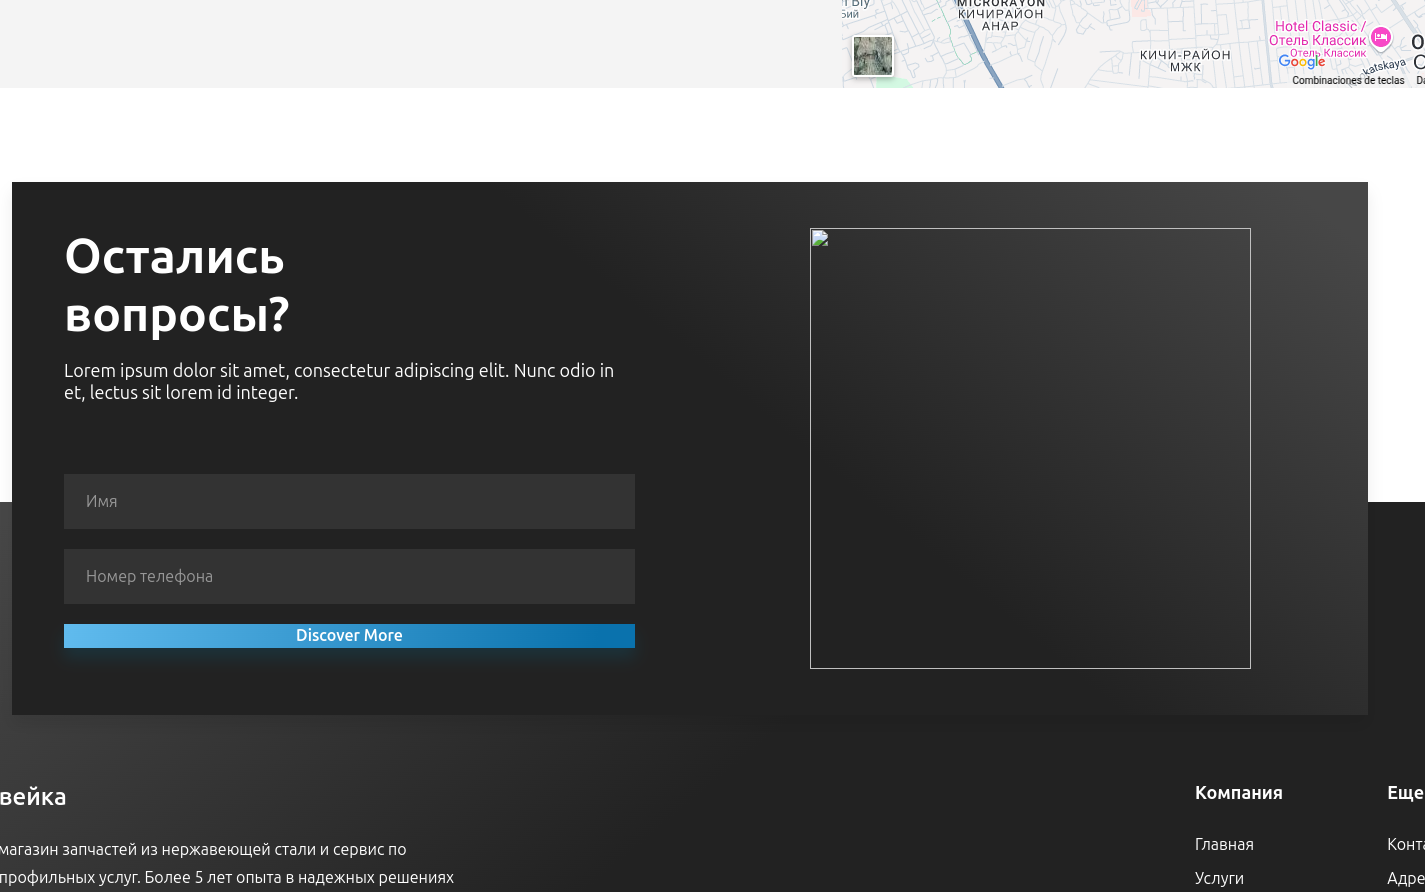 Бий
MICRORAYON
КИЧИРАЙОН
АНАР
КИЧИ-РАЙОН
МЖК
Hotel Classic /
Отель Классик
Отель Классик
Google
katskaya
Combinaciones de teclas
Остались
вопросы?
Lorem ipsum dolor sit amet, consectetur adipiscing elit. Nunc odio in
et, lectus sit lorem id integer.
Имя
Номер телефона
Discover More
вейка
магазин запчастей из нержавеющей стали и сервис по
профильных услуг. Более 5 лет опыта в надежных решениях
Компания
Главная
Услуги
Еще
Конта
Адре